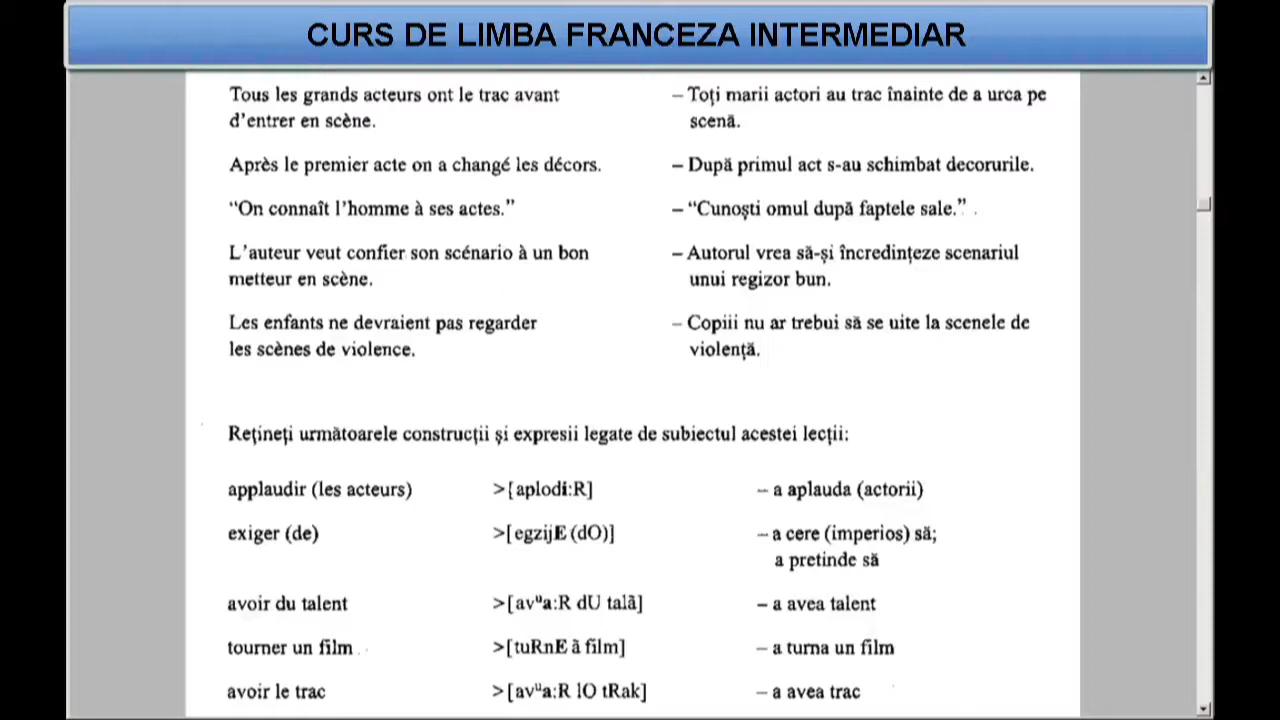 CURS DE LIMBA FRANCEZA INTERMEDIAR
Tous les grands acteurs ont le trac avant – Toți marii actori au trac înainte de a urca pe
d'entrer en scène. scenă.
Après le premier acte on a changé les décors. – După primul act s-au schimbat decorurile.
“On connaît l'homme à ses actes.” – “Cunoști omul după faptele sale.”
L'auteur veut confier son scénario à un bon – Autorul vrea să-și încredințeze scenariul
metteur en scène. unui regizor bun.
Les enfants ne devraient pas regarder – Copiii nu ar trebui să se uite la scenele de
les scènes de violence. violență.
Rețineți următoarele construcții și expresii legate de subiectul acestei lecții:
applaudir (les acteurs) >[aplodi:R] – a aplauda (actorii)
exiger (de) >[egzijE (dO)] – a cere (imperios) să;
a pretinde să
avoir du talent >[avᵘa:R dU talã] – a avea talent
tourner un film >[tuRnE ã film] – a turna un film
avoir le trac >[avᵘa:R lO tRak] – a avea trac